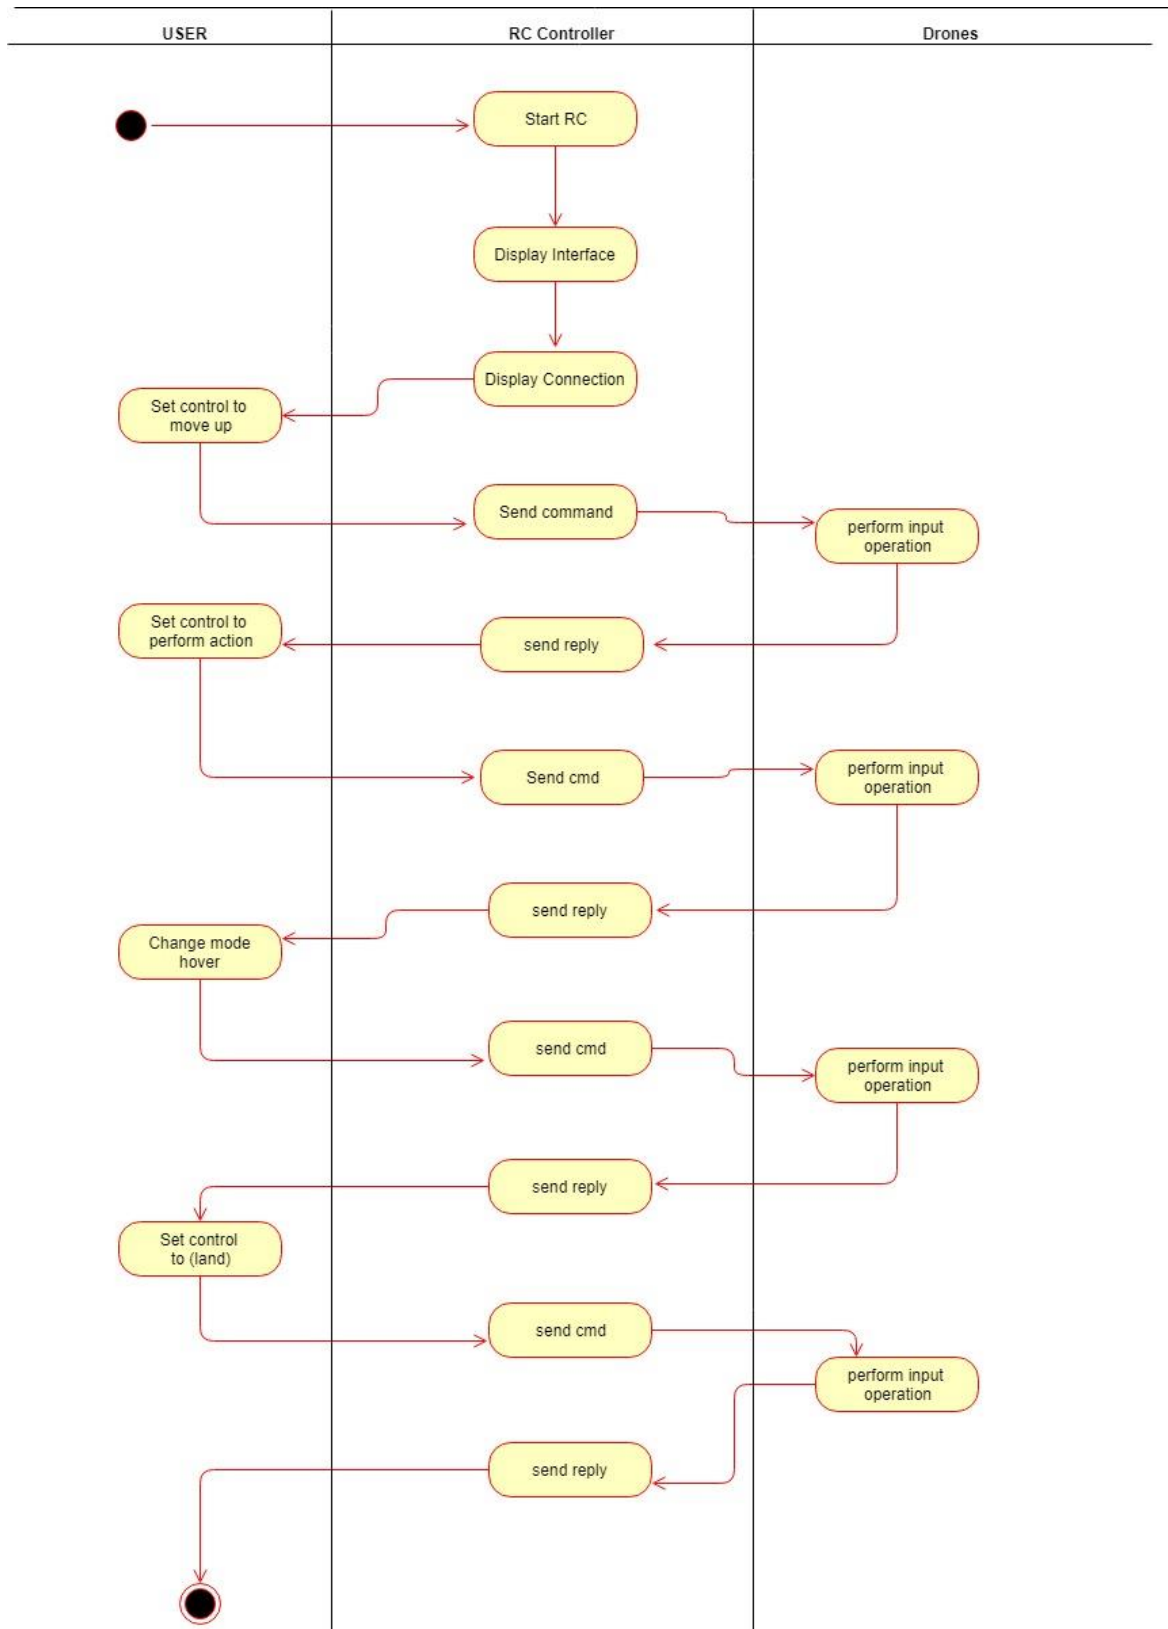 USER
RC Controller
Drones
Start RC
Display Interface
Display Connection
Set control to
move up
Send command
perform input
operation
send reply
Set control to
perform action
Send cmd
perform input
operation
send reply
Change mode
hover
send cmd
perform input
operation
send reply
Set control
to (land)
send cmd
perform input
operation
send reply